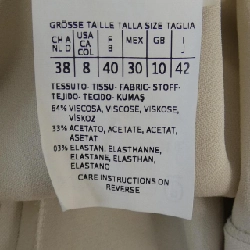 GRÖSSE TAILLE TALLA SIZE TAGLIA
CH A USA F MEX GB I
N CA
D COL B J
38 8 40 30 10 42
TESSUTO- TISSU- FABRIC- STOFF-
TEJIDO- TECIDO- KUMAŞ
64% VISCOSA, VISCOSE, VISKOSE,
VİSKOZ
33% ACETATO, ACETATE, ACETAT,
ASETAT
03% ELASTAN, ELASTHANNE,
ELASTANE, ELASTHAN,
ELASTANO
CARE INSTRUCTIONS ON
REVERSE